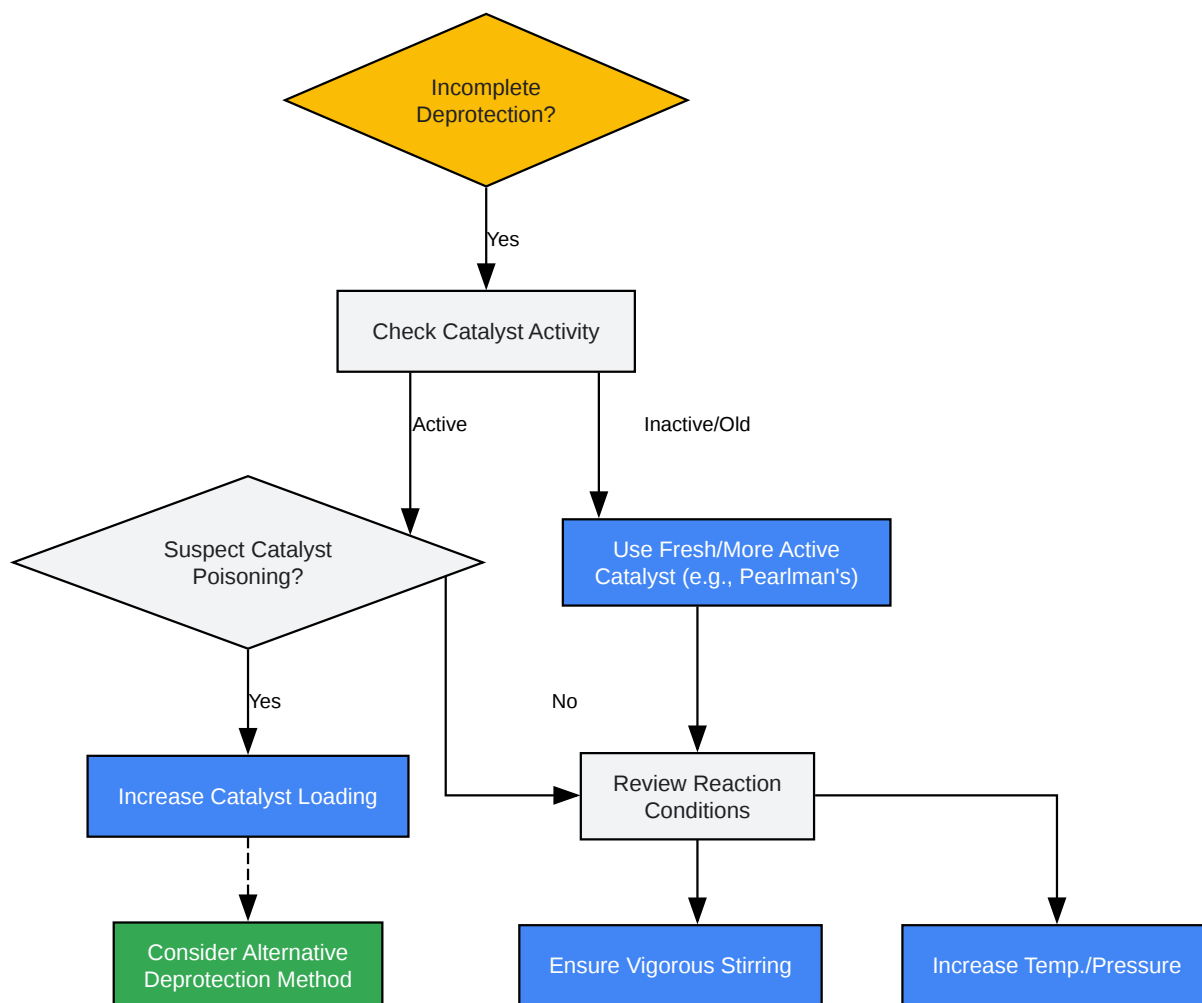 Incomplete
Deprotection?
Yes
Check Catalyst Activity
Active
Inactive/Old
Suspect Catalyst
Poisoning?
Use Fresh/More Active
Catalyst (e.g., Pearlman's)
Yes
No
Increase Catalyst Loading
Review Reaction
Conditions
Consider Alternative
Deprotection Method
Ensure Vigorous Stirring
Increase Temp./Pressure